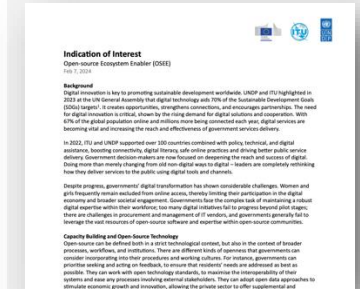 Indication of Interest
Open-source Ecosystem Enabler (OSEE)
Feb 7, 2024
Background
Digital innovation is key to promoting sustainable development worldwide. UNDP and ITU highlighted in
2023 at the UN General Assembly that digital technology aids 70% of the Sustainable Development Goals
(SDGs) targets¹. It creates opportunities, strengthens connections, and encourages partnerships. The need
for digital innovation is critical, shown by the rising demand for digital solutions and cooperation. With
67% of the global population online and millions more being connected each year, digital services are
becoming vital and increasing the reach and effectiveness of government services delivery.
In 2022, ITU and UNDP supported over 100 countries combined with policy, technical, and digital
assistance, boosting connectivity, digital literacy, safe online practices and driving better public service
delivery. Government decision-makers are now focused on deepening the reach and success of digital.
Doing more than merely changing from old non-digital ways to digital – leaders are completely rethinking
how they deliver services to the public using digital tools and channels.
Despite progress, governments' digital transformation has shown considerable challenges. Women and
girls frequently remain excluded from online access, thereby limiting their participation in the digital
economy and broader societal engagement. Governments face the complex task of maintaining a robust
digital expertise within their workforce; too many digital initiatives fail to progress beyond pilot stages;
there are challenges in procurement and management of IT vendors, and governments generally fail to
leverage the vast resources of open-source software and expertise within open-source communities.
Capacity Building and Open-Source Technology
Open-source can be defined both in a strict technological context, but also in the context of broader
processes, workflows, and institutions. There are different kinds of openness that governments can
consider incorporating into their procedures and working cultures. For instance, governments can
prioritise seeking and acting on feedback, to ensure that residents' needs are addressed as best as
possible. They can work with open technology standards, to maximise the interoperability of their
systems and ease any processes involving external stakeholders. They can adopt open data approaches to
stimulate economic growth and innovation, allowing the private sector to offer supplemental and